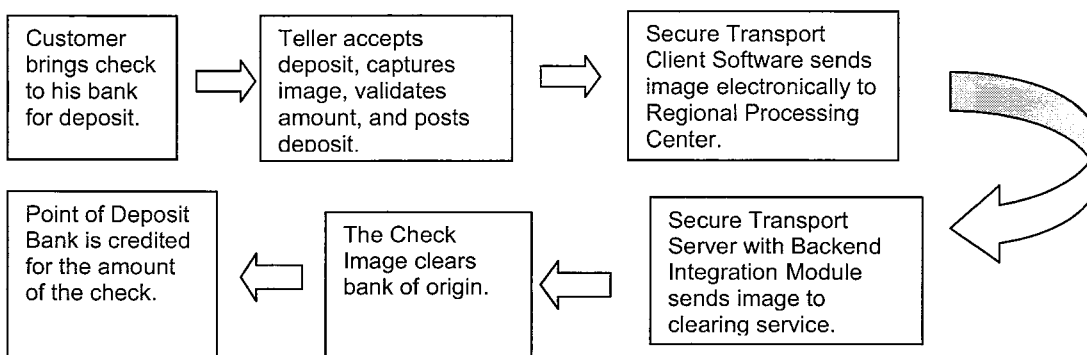 Customer
brings check
to his bank
for deposit.
Teller accepts
deposit, captures
image, validates
amount, and posts
deposit.
Secure Transport
Client Software sends
image electronically to
Regional Processing
Center.
Secure Transport
Server with Backend
Integration Module
sends image to
clearing service.
The Check
Image clears
bank of origin.
Point of Deposit
Bank is credited
for the amount
of the check.